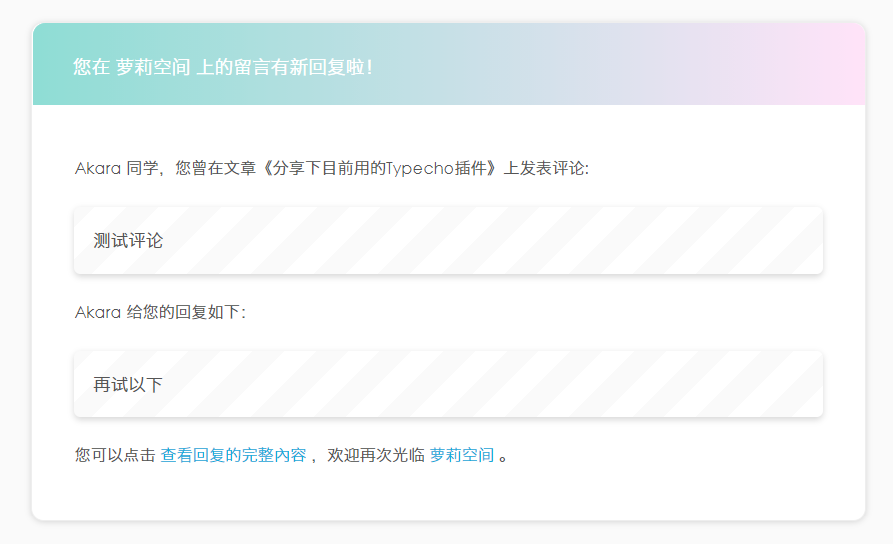 您在 萝莉空间 上的留言有新回复啦！
Akara 同学，您曾在文章《分享下目前用的Typecho插件》上发表评论:
测试评论
Akara 给您的回复如下：
再试以下
您可以点击 查看回复的完整內容 ，欢迎再次光临 萝莉空间 。